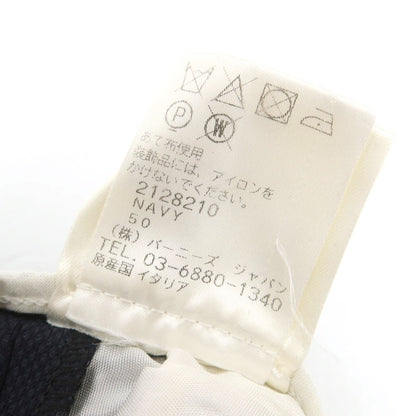 P W
あて布使用
装飾品には、アイロンを
かけないでください。
2128210
NAVY
50
(株) バーニーズ ジャパン
TEL. 03-6880-1340
原産国 イタリア